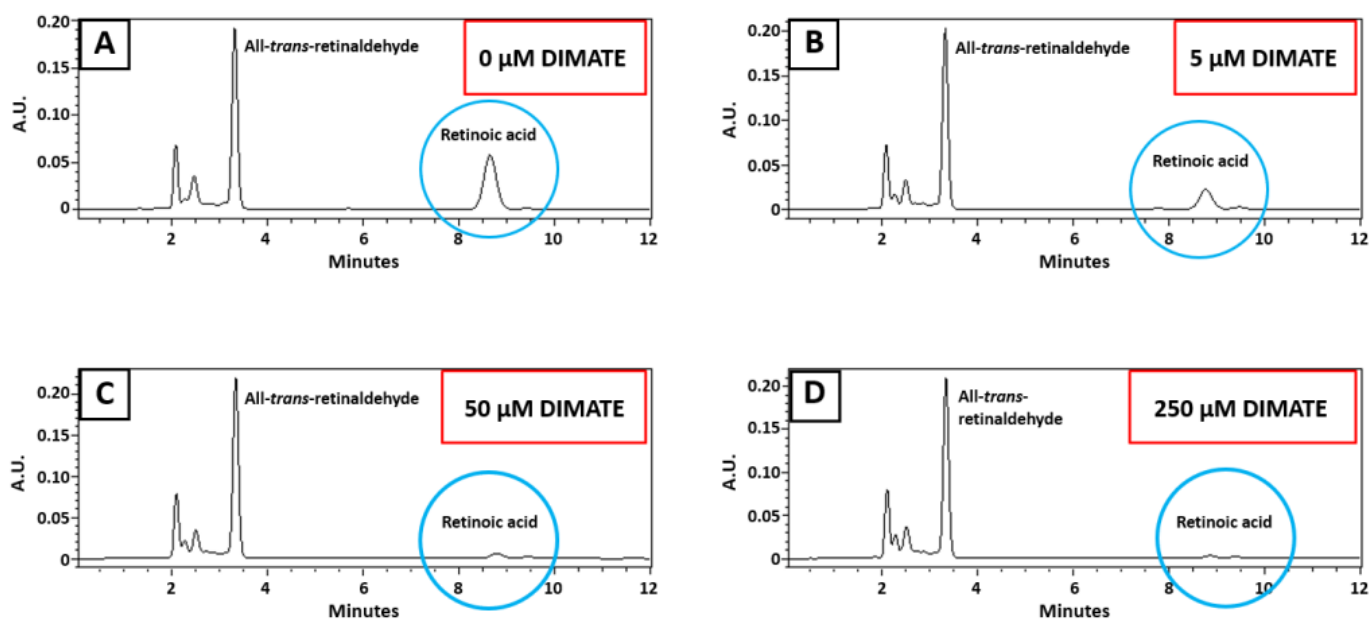 A
All-trans-retinaldehyde
0 µM DIMATE
Retinoic acid
A.U.
0.20
0.15
0.10
0.05
0
2
4
6
8
10
12
Minutes
B
All-trans-retinaldehyde
5 µM DIMATE
Retinoic acid
A.U.
0.20
0.15
0.10
0.05
0
2
4
6
8
10
12
Minutes
C
All-trans-retinaldehyde
50 µM DIMATE
Retinoic acid
A.U.
0.20
0.15
0.10
0.05
0
2
4
6
8
10
12
Minutes
D
All-trans-
retinaldehyde
250 µM DIMATE
Retinoic acid
A.U.
0.20
0.15
0.10
0.05
0
2
4
6
8
10
12
Minutes